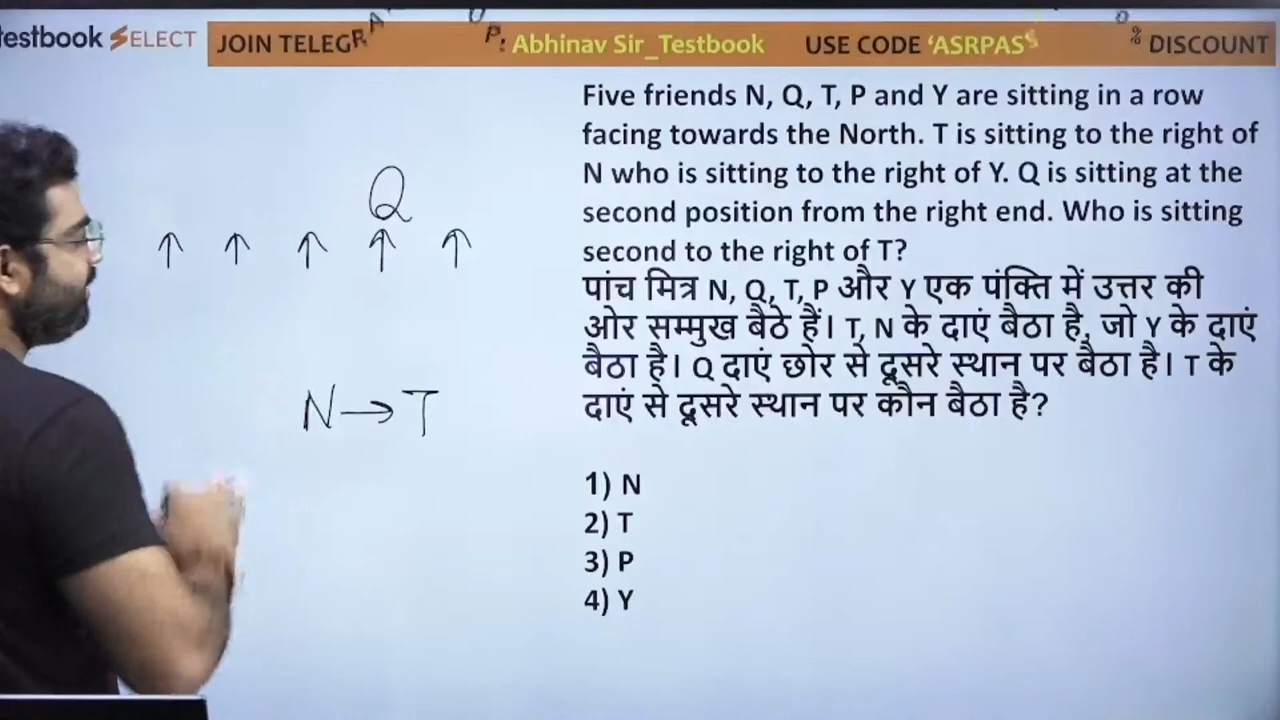 testbook SELECT
JOIN TELEGRA
OP: Abhinav Sir_Testbook USE CODE ‘ASRPAS
% DISCOUNT
Five friends N, Q, T, P and Y are sitting in a row
facing towards the North. T is sitting to the right of
N who is sitting to the right of Y. Q is sitting at the
second position from the right end. Who is sitting
second to the right of T?
पांच मित्र N, Q, T, P और Y एक पंक्ति में उत्तर की
ओर सम्मुख बैठे हैं। T, N के दाएं बैठा है, जो Y के दाएं
बैठा है। Q दाएं छोर से दूसरे स्थान पर बैठा है। T के
दाएं से दूसरे स्थान पर कौन बैठा है?
1) N
2) T
3) P
4) Y
Q
↑ ↑ ↑ ↑ ↑
N→T